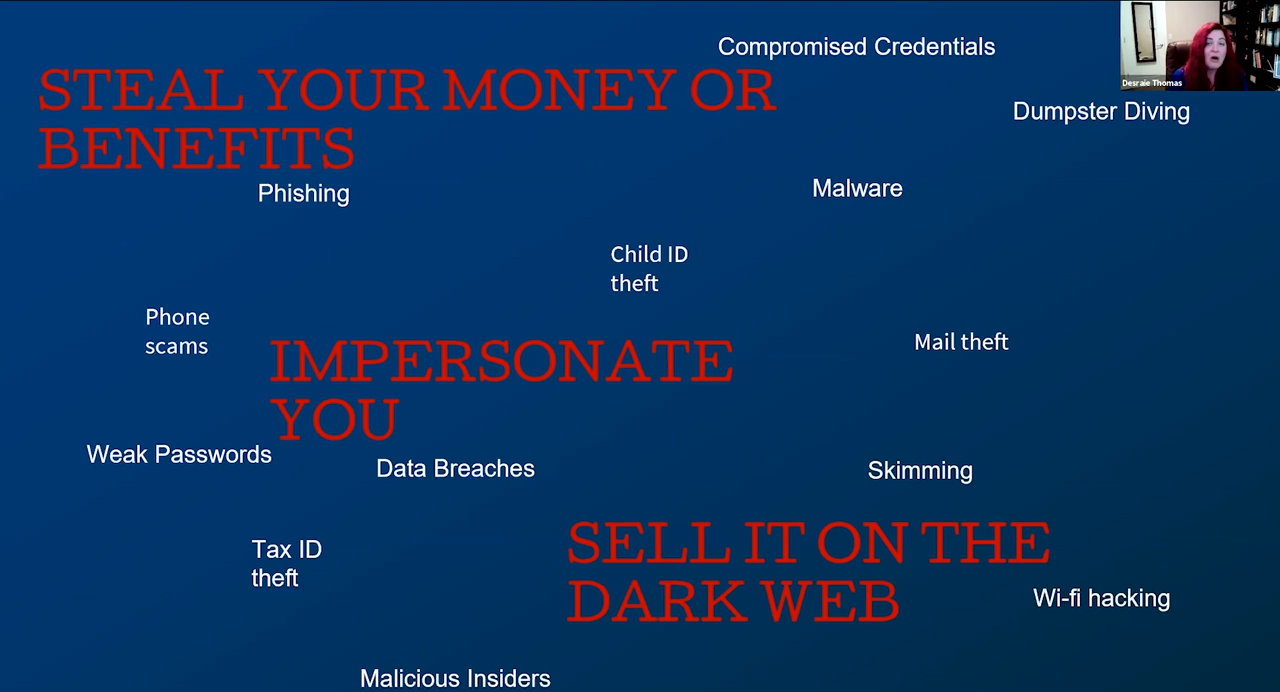 Compromised Credentials
STEAL YOUR MONEY OR
BENEFITS
Desraie Thomas
Dumpster Diving
Phishing
Malware
Child ID
theft
Phone
scams
Mail theft
IMPERSONATE
YOU
Weak Passwords
Data Breaches
Skimming
SELL IT ON THE
DARK WEB
Tax ID
theft
Wi-fi hacking
Malicious Insiders